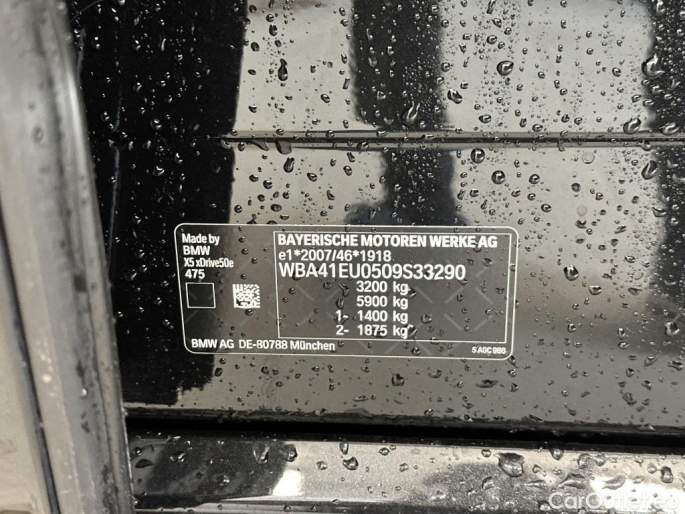 Made by
BMW
X5 xDrive50e
475
BAYERISCHE MOTOREN WERKE AG
e1*2007/46*1918
WBA41EU0509S33290
3200 kg
5900 kg
1- 1400 kg
2- 1875 kg
BMW AG DE-80788 München